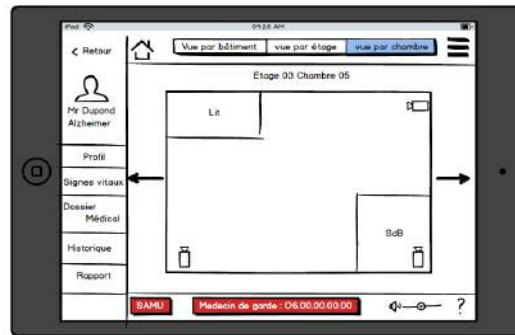 iPad 09:26 AM
< Retour
Vue par bâtiment vue par étage vue par chambre
Etage 03 Chambre 05
Mr Dupond
Alzheimer
Profil
Signes vitaux
Dossier
Médical
Historique
Rapport
Lit
SdB
SAMU
Medecin de garde : 06.00.00.00.00
?